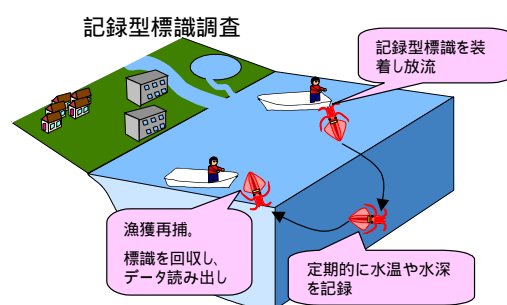 記録型標識調査
記録型標識を装
着し放流
漁獲再捕。
標識を回収し、
データ読み出し
定期的に水温や水深
を記録